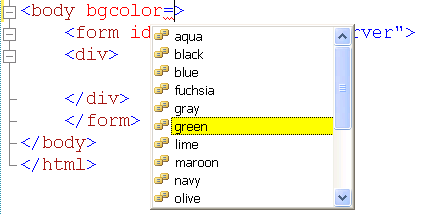 <body bgcolor=>
<form id erver">
<div>
</div>
</form>
</body>
</html>
aqua
black
blue
fuchsia
gray
green
lime
maroon
navy
olive